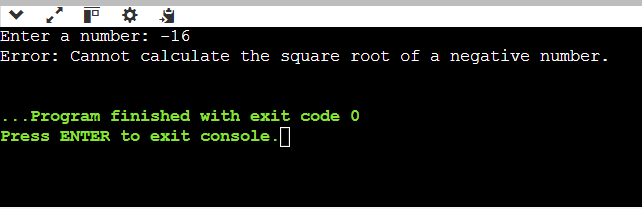 Enter a number: -16
Error: Cannot calculate the square root of a negative number.
...Program finished with exit code 0
Press ENTER to exit console.